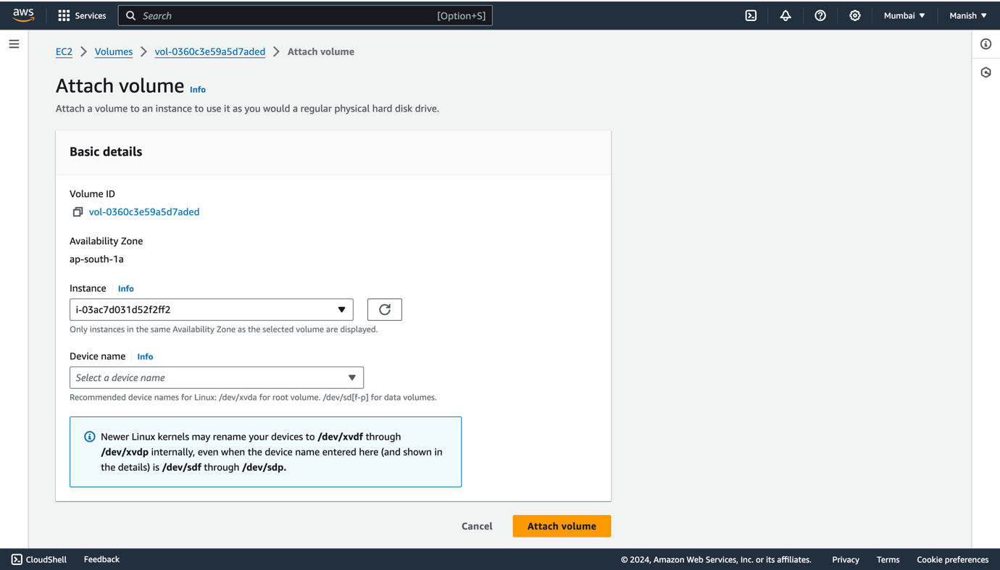 aws Services Search [Option+S] Mumbai Manish
EC2 Volumes vol-0360c3e59a5d7aded Attach volume
Attach volume Info
Attach a volume to an instance to use it as you would a regular physical hard disk drive.
Basic details
Volume ID
vol-0360c3e59a5d7aded
Availability Zone
ap-south-1a
Instance Info
i-03ac7d031d52f2ff2
Only instances in the same Availability Zone as the selected volume are displayed.
Device name Info
Select a device name
Recommended device names for Linux: /dev/xvda for root volume. /dev/sd[f-p] for data volumes.
Newer Linux kernels may rename your devices to /dev/xvdf through
/dev/xvdp internally, even when the device name entered here (and shown in
the details) is /dev/sdf through /dev/sdp.
Cancel Attach volume
CloudShell Feedback © 2024, Amazon Web Services, Inc. or its affiliates. Privacy Terms Cookie preferences